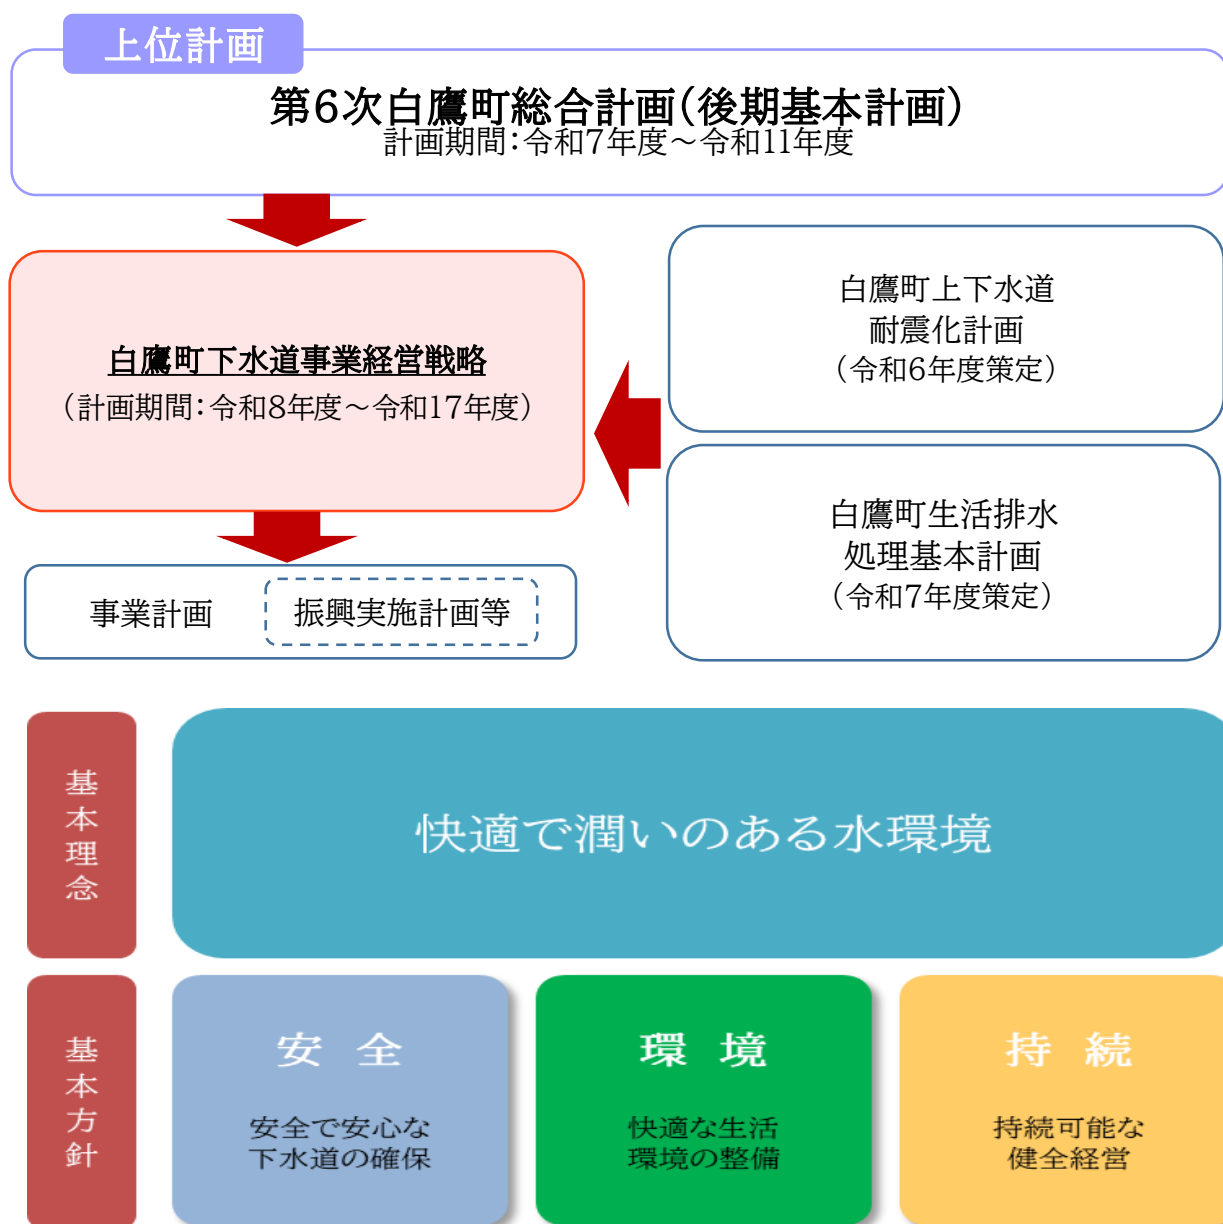 上位計画
第6次白鷹町総合計画（後期基本計画）
計画期間：令和7年度～令和11年度
白鷹町下水道事業経営戦略
（計画期間：令和8年度～令和17年度）
白鷹町上下水道
耐震化計画
（令和6年度策定）
白鷹町生活排水
処理基本計画
（令和7年度策定）
事業計画
振興実施計画等
基本理念
快適で潤いのある水環境
基本方針
安 全
安全で安心な
下水道の確保
環 境
快適な生活
環境の整備
持 続
持続可能な
健全経営